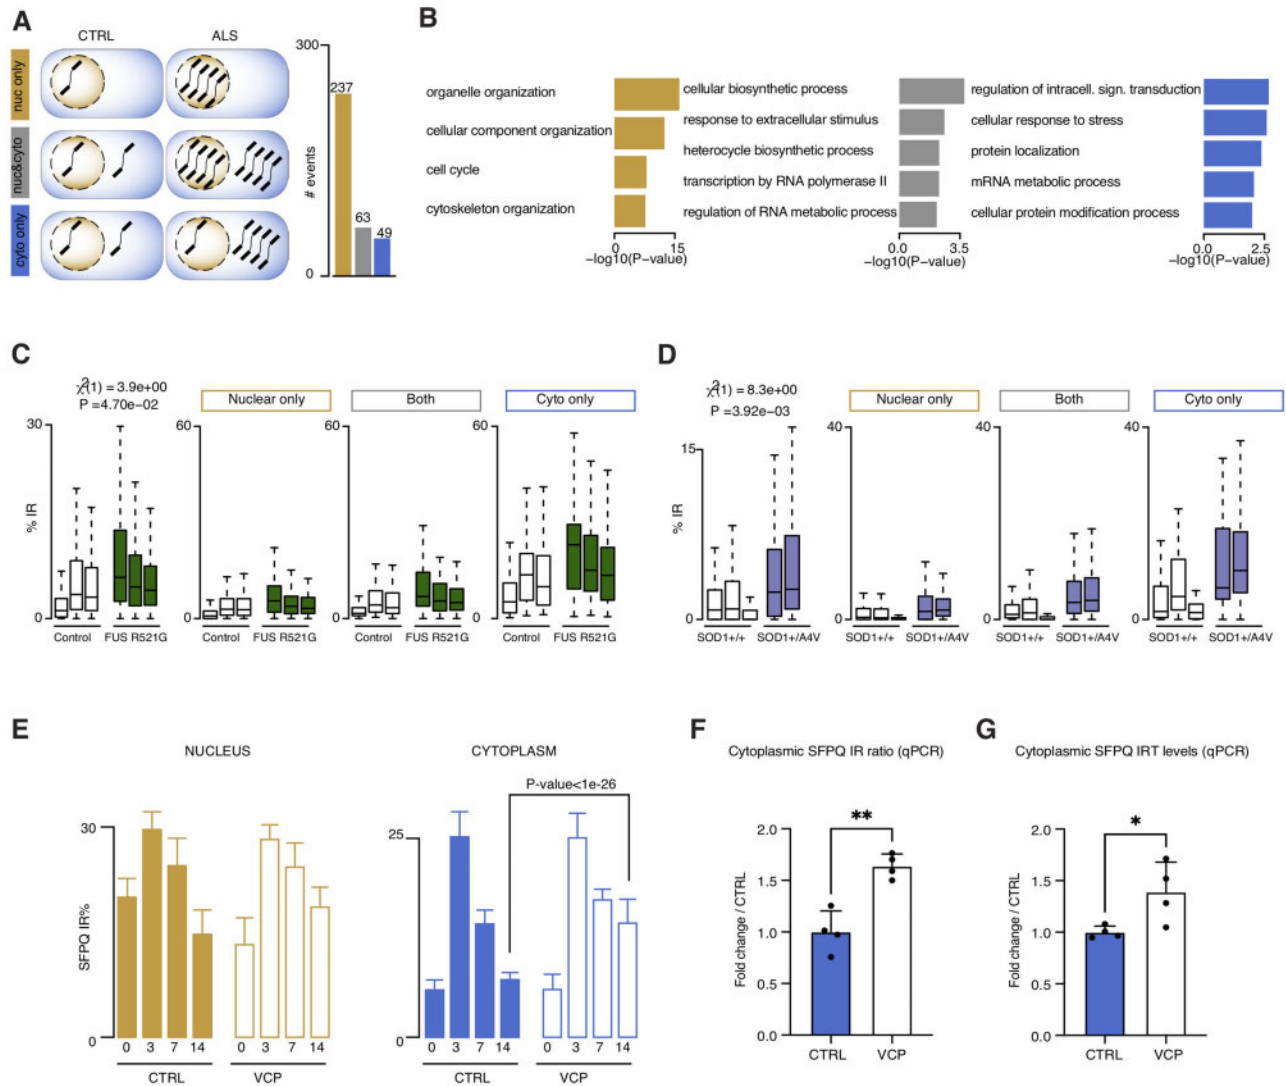 A
CTRL
ALS
nuc only
nuc&cyto
cyto only
# events
300
237
63
49
0
B
organelle organization
cellular component organization
cell cycle
cytoskeleton organization
0
15
−log10(P−value)
cellular biosynthetic process
response to extracellular stimulus
heterocycle biosynthetic process
transcription by RNA polymerase II
regulation of RNA metabolic process
0.0
3.5
−log10(P−value)
regulation of intracell. sign. transduction
cellular response to stress
protein localization
mRNA metabolic process
cellular protein modification process
0.0
2.5
−log10(P−value)
C
χ2(1) = 3.9e+00
P =4.70e−02
% IR
30
0
Control
FUS R521G
Nuclear only
60
0
Control
FUS R521G
Both
60
0
Control
FUS R521G
Cyto only
60
0
Control
FUS R521G
D
χ2(1) = 8.3e+00
P =3.92e−03
% IR
15
0
SOD1+/+
SOD1+/A4V
Nuclear only
40
0
SOD1+/+
SOD1+/A4V
Both
40
0
SOD1+/+
SOD1+/A4V
Cyto only
40
0
SOD1+/+
SOD1+/A4V
E
NUCLEUS
SFPQ IR%
30
0
0 3 7 14
0 3 7 14
CTRL
VCP
CYTOPLASM
P-value<1e-26
25
0
0 3 7 14
0 3 7 14
CTRL
VCP
F
Cytoplasmic SFPQ IR ratio (qPCR)
**
Fold change / CTRL
2.0
1.5
1.0
0.5
0.0
CTRL
VCP
G
Cytoplasmic SFPQ IRT levels (qPCR)
*
Fold change / CTRL
2.0
1.5
1.0
0.5
0.0
CTRL
VCP